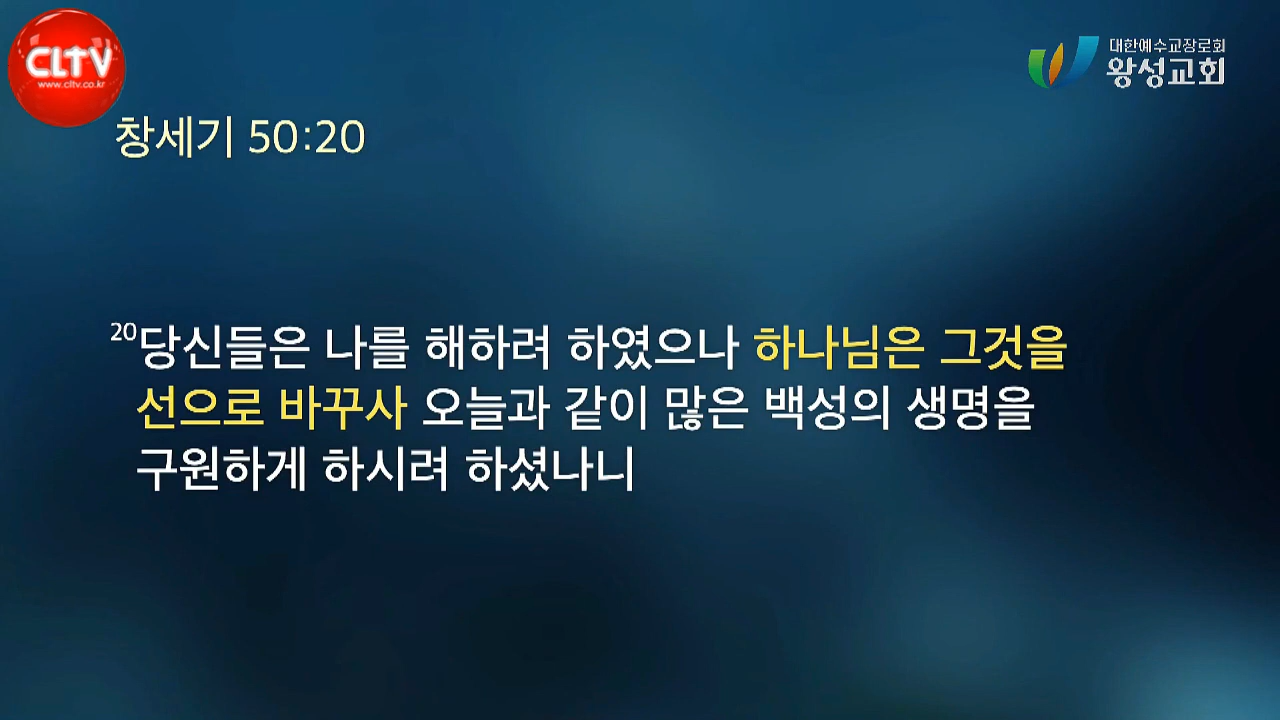 CLTV
www.cltv.co.kr
대한예수교장로회
왕성교회
창세기 50:20
20당신들은 나를 해하려 하였으나 하나님은 그것을
선으로 바꾸사 오늘과 같이 많은 백성의 생명을
구원하게 하시려 하셨나니